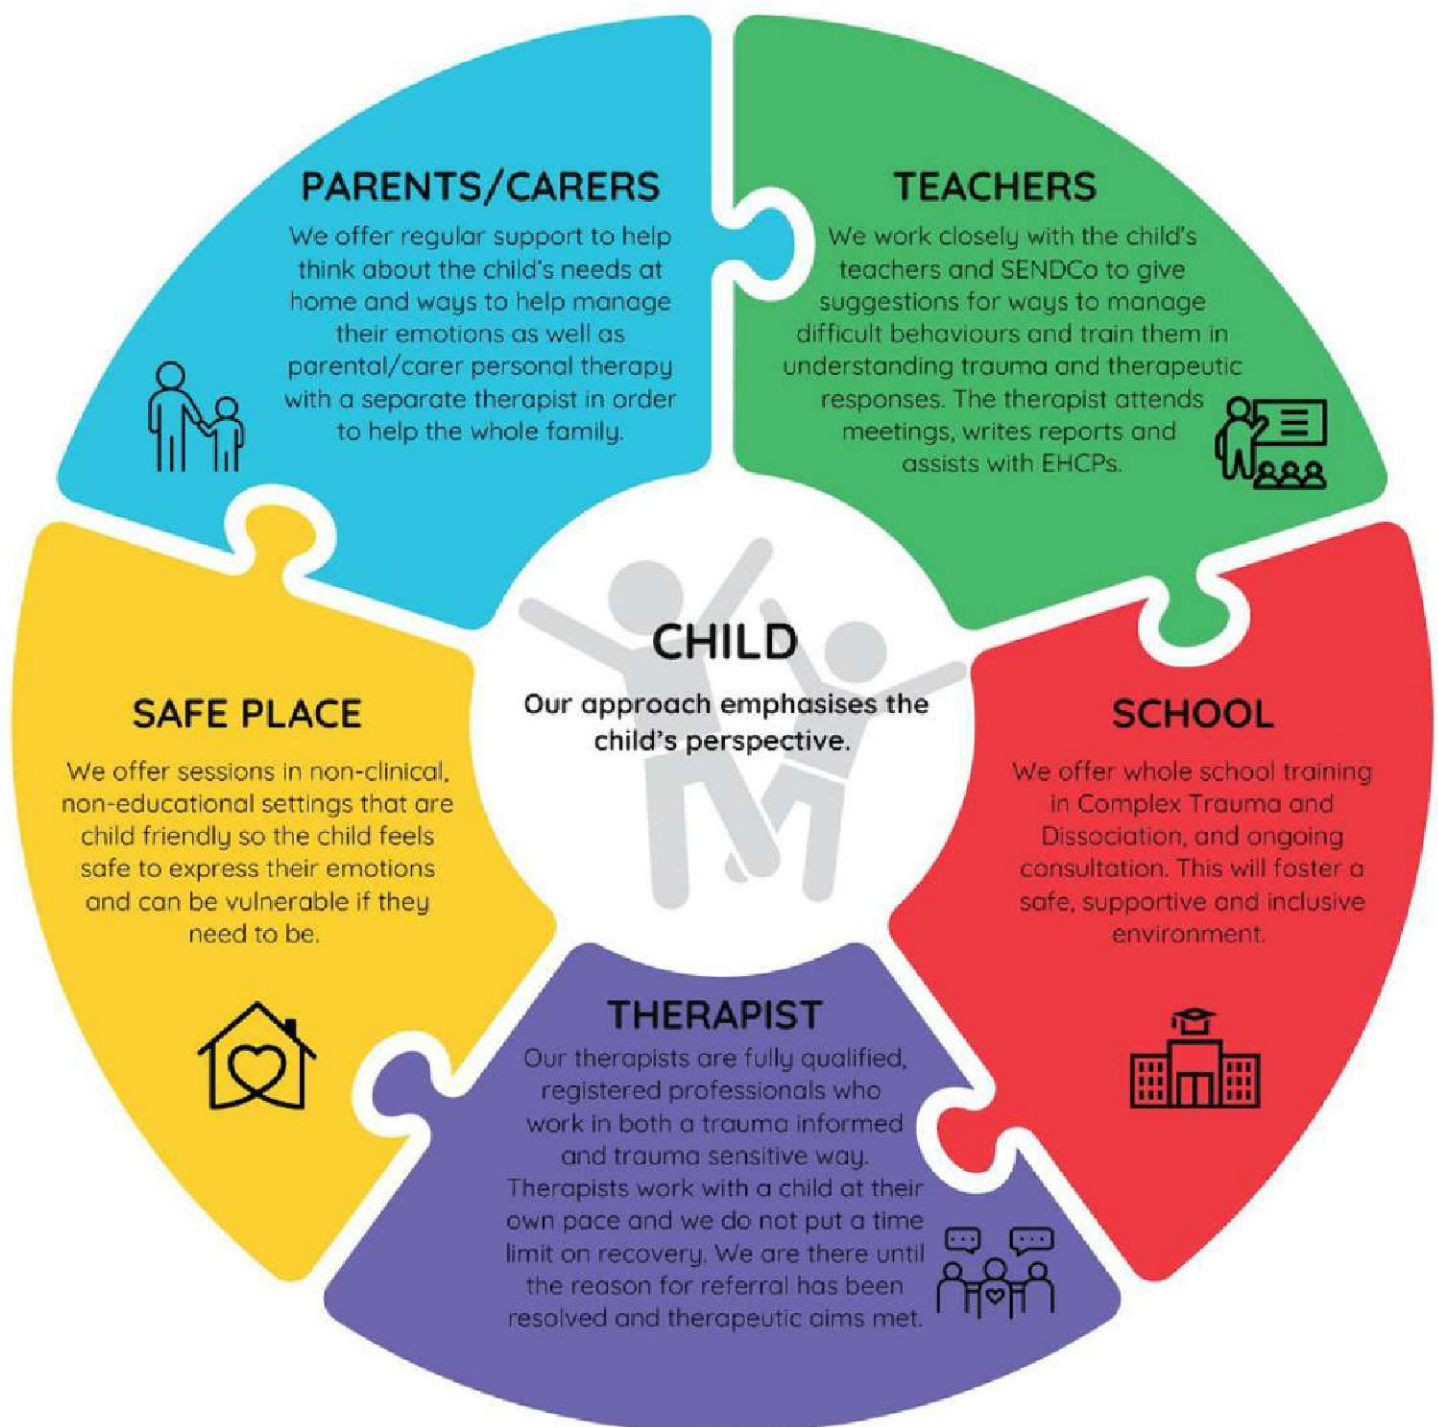 PARENTS/CARERS
We offer regular support to help
think about the child's needs at
home and ways to help manage
their emotions as well as
parental/carer personal therapy
with a separate therapist in order
to help the whole family.
TEACHERS
We work closely with the child's
teachers and SENDCo to give
suggestions for ways to manage
difficult behaviours and train them in
understanding trauma and therapeutic
responses. The therapist attends
meetings, writes reports and
assists with EHCPs.
CHILD
Our approach emphasises the
child's perspective.
SAFE PLACE
We offer sessions in non-clinical,
non-educational settings that are
child friendly so the child feels
safe to express their emotions
and can be vulnerable if they
need to be.
SCHOOL
We offer whole school training
in Complex Trauma and
Dissociation, and ongoing
consultation. This will foster a
safe, supportive and inclusive
environment.
THERAPIST
Our therapists are fully qualified,
registered professionals who
work in both a trauma informed
and trauma sensitive way.
Therapists work with a child at their
own pace and we do not put a time
limit on recovery. We are there until
the reason for referral has been
resolved and therapeutic aims met.